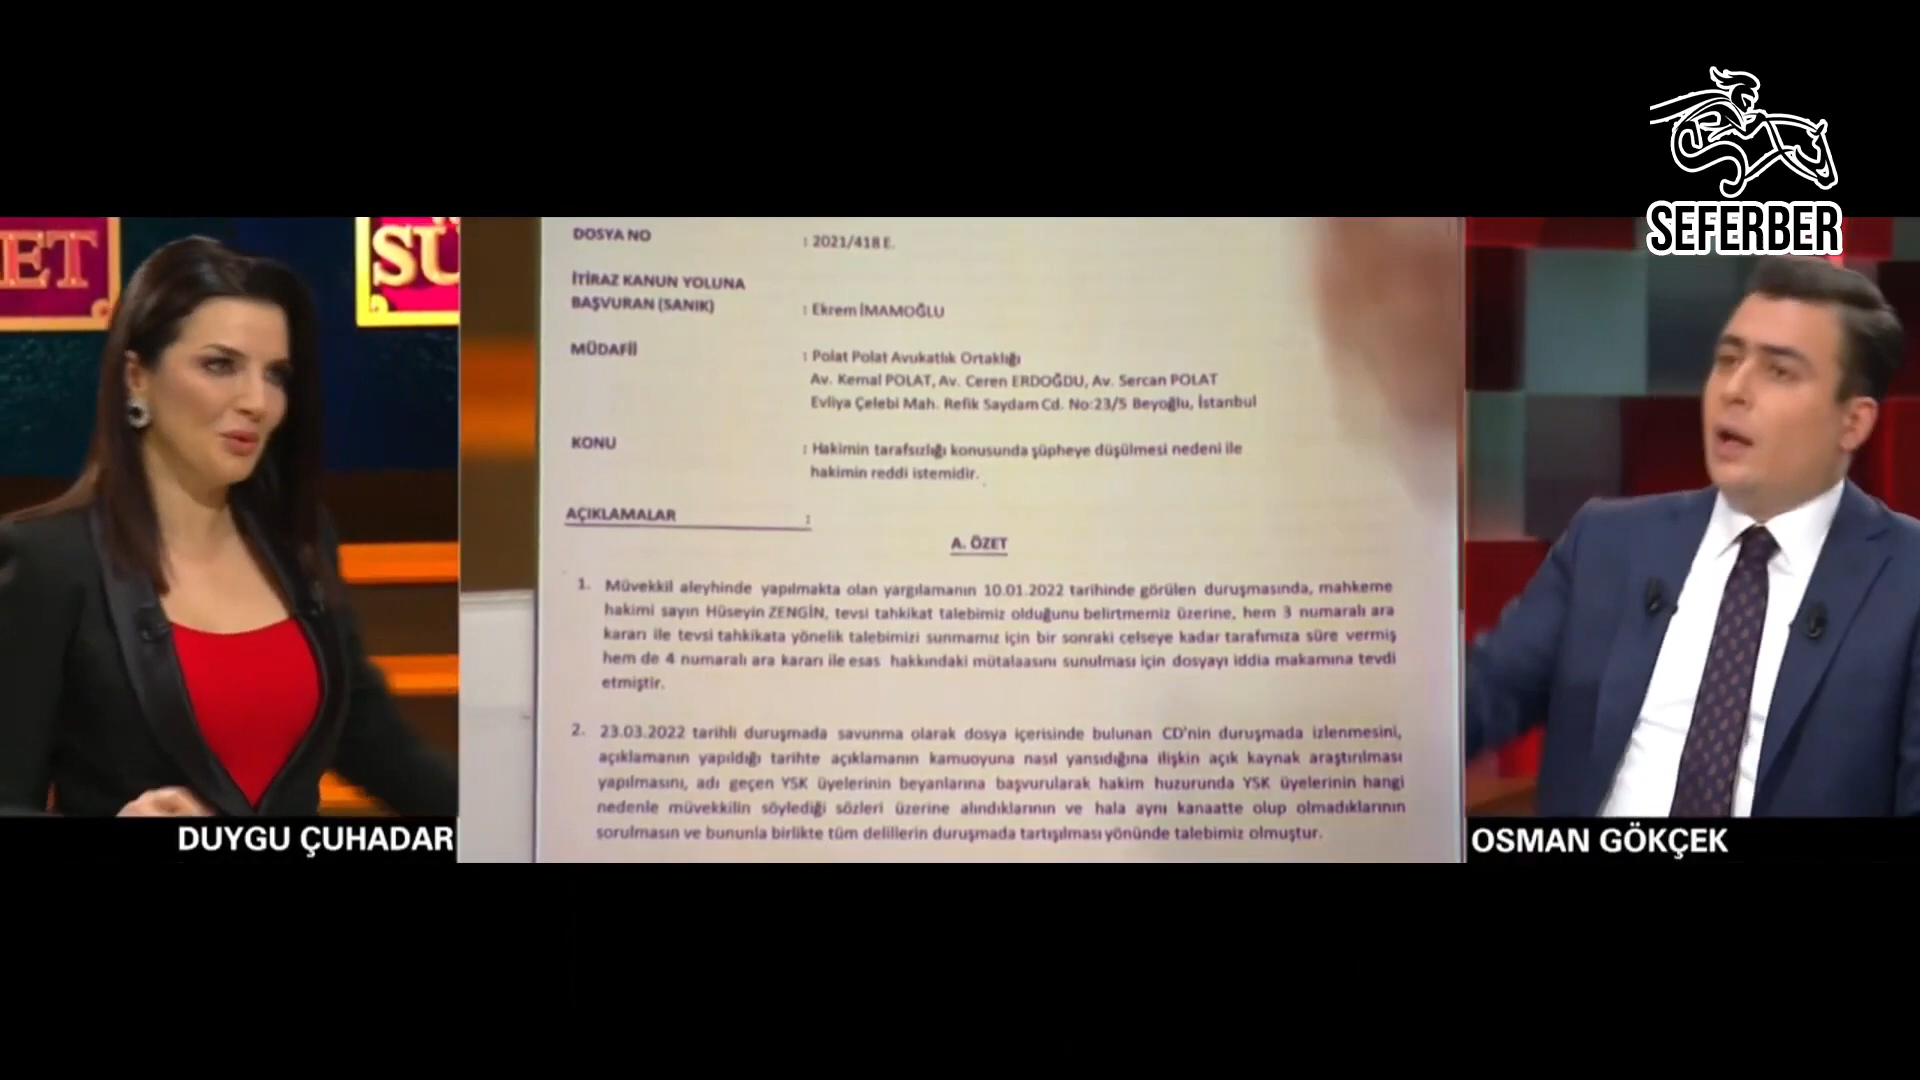 SEFERBER
ET
SÜ
DOSYA NO : 2021/418 E.
İTİRAZ KANUN YOLUNA
BAŞVURAN (SANIK) : Ekrem İMAMOĞLU
MÜDAFİİ : Polat Polat Avukatlık Ortaklığı
Av. Kemal POLAT, Av. Ceren ERDOĞDU, Av. Sercan POLAT
Evliya Çelebi Mah. Refik Saydam Cd. No:23/5 Beyoğlu, İstanbul
KONU : Hakimin tarafsızlığı konusunda şüpheye düşülmesi nedeni ile
hakimin reddi istemidir.
AÇIKLAMALAR :
A. ÖZET
1. Müvekkil aleyhinde yapılmakta olan yargılamanın 10.01.2022 tarihinde görülen duruşmasında, mahkeme
hakimi sayın Hüseyin ZENGİN, tevsi tahkikat talebimiz olduğunu belirtmemiz üzerine, hem 3 numaralı ara
kararı ile tevsi tahkikata yönelik talebimizi sunmamız için bir sonraki celseye kadar tarafımıza süre vermiş
hem de 4 numaralı ara kararı ile esas hakkındaki mütalaasını sunulması için dosyayı iddia makamına tevdi
etmiştir.
2. 23.03.2022 tarihli duruşmada savunma olarak dosya içerisinde bulunan CD'nin duruşmada izlenmesini,
açıklamanın yapıldığı tarihte açıklamanın kamuoyuna nasıl yansıdığına ilişkin açık kaynak araştırılması
yapılmasını, adı geçen YSK üyelerinin beyanlarına başvurularak hakim huzurunda YSK üyelerinin hangi
nedenle müvekkilin söylediği sözleri üzerine alındıklarının ve hala aynı kanaatte olup olmadıklarının
sorulmasın ve bununla birlikte tüm delillerin duruşmada tartışılması yönünde talebimiz olmuştur.
DUYGU ÇUHADAR
OSMAN GÖKÇEK